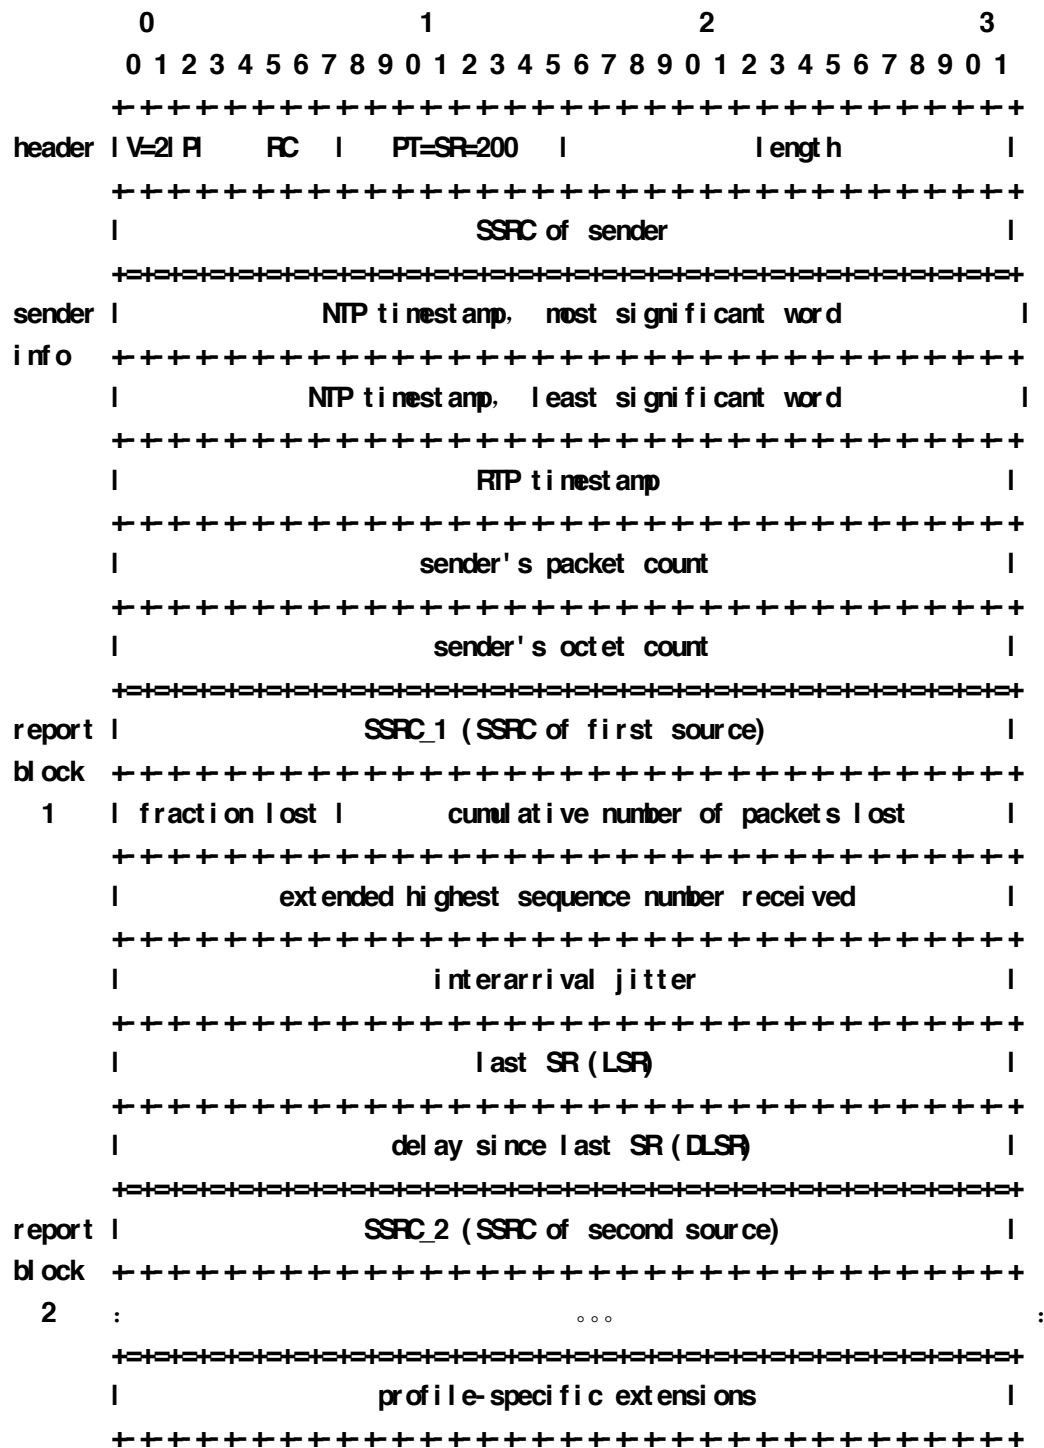 0 1 2 3
0 1 2 3 4 5 6 7 8 9 0 1 2 3 4 5 6 7 8 9 0 1 2 3 4 5 6 7 8 9 0 1
+-+-+-+-+-+-+-+-+-+-+-+-+-+-+-+-+-+-+-+-+-+-+-+-+-+-+-+-+-+-+-+-+
header |V=2|P| RC | PT=SR=200 | length |
+-+-+-+-+-+-+-+-+-+-+-+-+-+-+-+-+-+-+-+-+-+-+-+-+-+-+-+-+-+-+-+-+
| SSRC of sender |
+=+=+=+=+=+=+=+=+=+=+=+=+=+=+=+=+=+=+=+=+=+=+=+=+=+=+=+=+=+=+=+=+
sender | NTP timestamp, most significant word |
info +-+-+-+-+-+-+-+-+-+-+-+-+-+-+-+-+-+-+-+-+-+-+-+-+-+-+-+-+-+-+-+-+
| NTP timestamp, least significant word |
+-+-+-+-+-+-+-+-+-+-+-+-+-+-+-+-+-+-+-+-+-+-+-+-+-+-+-+-+-+-+-+-+
| RTP timestamp |
+-+-+-+-+-+-+-+-+-+-+-+-+-+-+-+-+-+-+-+-+-+-+-+-+-+-+-+-+-+-+-+-+
| sender's packet count |
+-+-+-+-+-+-+-+-+-+-+-+-+-+-+-+-+-+-+-+-+-+-+-+-+-+-+-+-+-+-+-+-+
| sender's octet count |
+=+=+=+=+=+=+=+=+=+=+=+=+=+=+=+=+=+=+=+=+=+=+=+=+=+=+=+=+=+=+=+=+
report | SSRC_1 (SSRC of first source) |
block +-+-+-+-+-+-+-+-+-+-+-+-+-+-+-+-+-+-+-+-+-+-+-+-+-+-+-+-+-+-+-+-+
1 | fraction lost | cumulative number of packets lost |
+-+-+-+-+-+-+-+-+-+-+-+-+-+-+-+-+-+-+-+-+-+-+-+-+-+-+-+-+-+-+-+-+
| extended highest sequence number received |
+-+-+-+-+-+-+-+-+-+-+-+-+-+-+-+-+-+-+-+-+-+-+-+-+-+-+-+-+-+-+-+-+
| interarrival jitter |
+-+-+-+-+-+-+-+-+-+-+-+-+-+-+-+-+-+-+-+-+-+-+-+-+-+-+-+-+-+-+-+-+
| last SR (LSR) |
+-+-+-+-+-+-+-+-+-+-+-+-+-+-+-+-+-+-+-+-+-+-+-+-+-+-+-+-+-+-+-+-+
| delay since last SR (DLSR) |
+=+=+=+=+=+=+=+=+=+=+=+=+=+=+=+=+=+=+=+=+=+=+=+=+=+=+=+=+=+=+=+=+
report | SSRC_2 (SSRC of second source) |
block +-+-+-+-+-+-+-+-+-+-+-+-+-+-+-+-+-+-+-+-+-+-+-+-+-+-+-+-+-+-+-+-+
2 : 。。。 :
+=+=+=+=+=+=+=+=+=+=+=+=+=+=+=+=+=+=+=+=+=+=+=+=+=+=+=+=+=+=+=+=+
| profile-specific extensions |
+-+-+-+-+-+-+-+-+-+-+-+-+-+-+-+-+-+-+-+-+-+-+-+-+-+-+-+-+-+-+-+-+